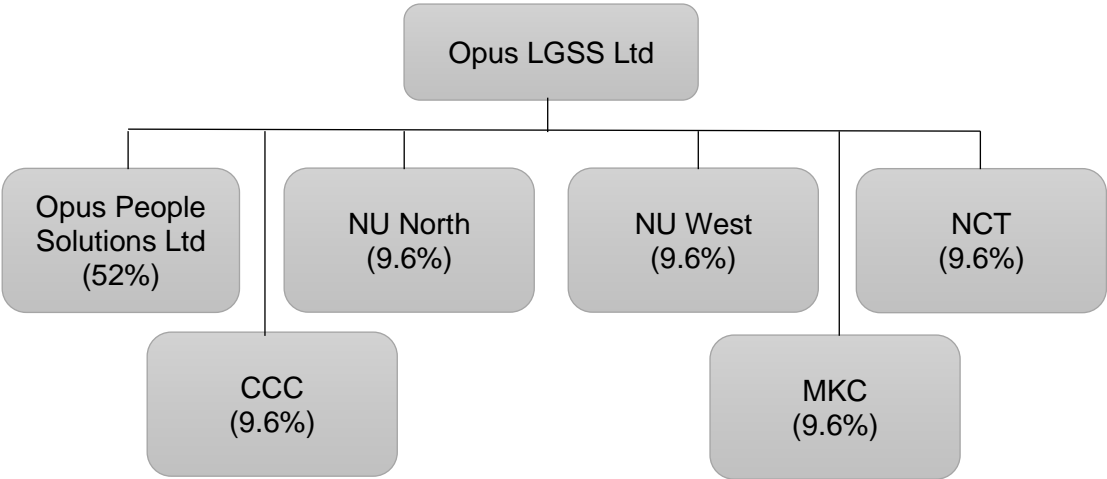 Opus LGSS Ltd
Opus People
Solutions Ltd
(52%)
NU North
(9.6%)
NU West
(9.6%)
NCT
(9.6%)
CCC
(9.6%)
MKC
(9.6%)